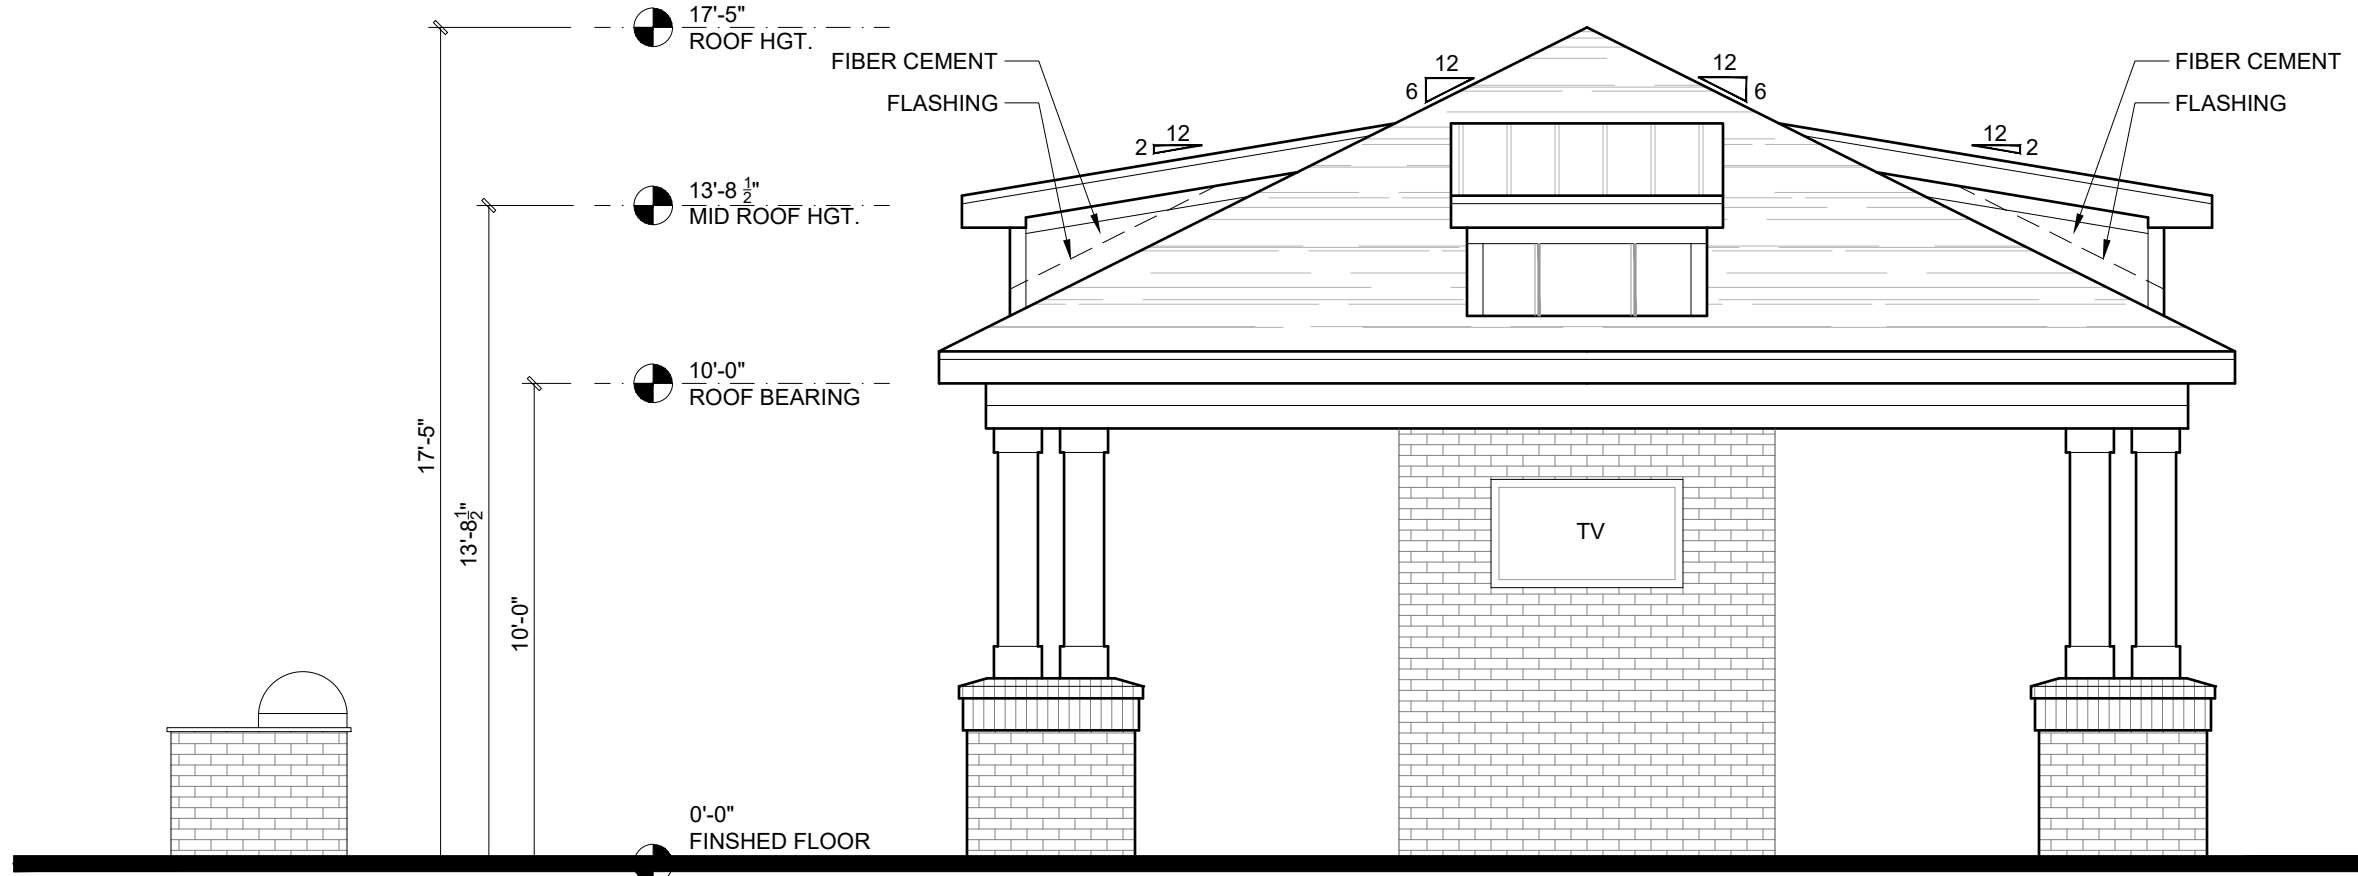 17'-5"
ROOF HGT.
FIBER CEMENT
FLASHING
12
6
12
6
FIBER CEMENT
FLASHING
12
2
12
2
13'-8 ½"
MID ROOF HGT.
10'-0"
ROOF BEARING
17'-5"
13'-8½"
10'-0"
TV
0'-0"
FINSHED FLOOR